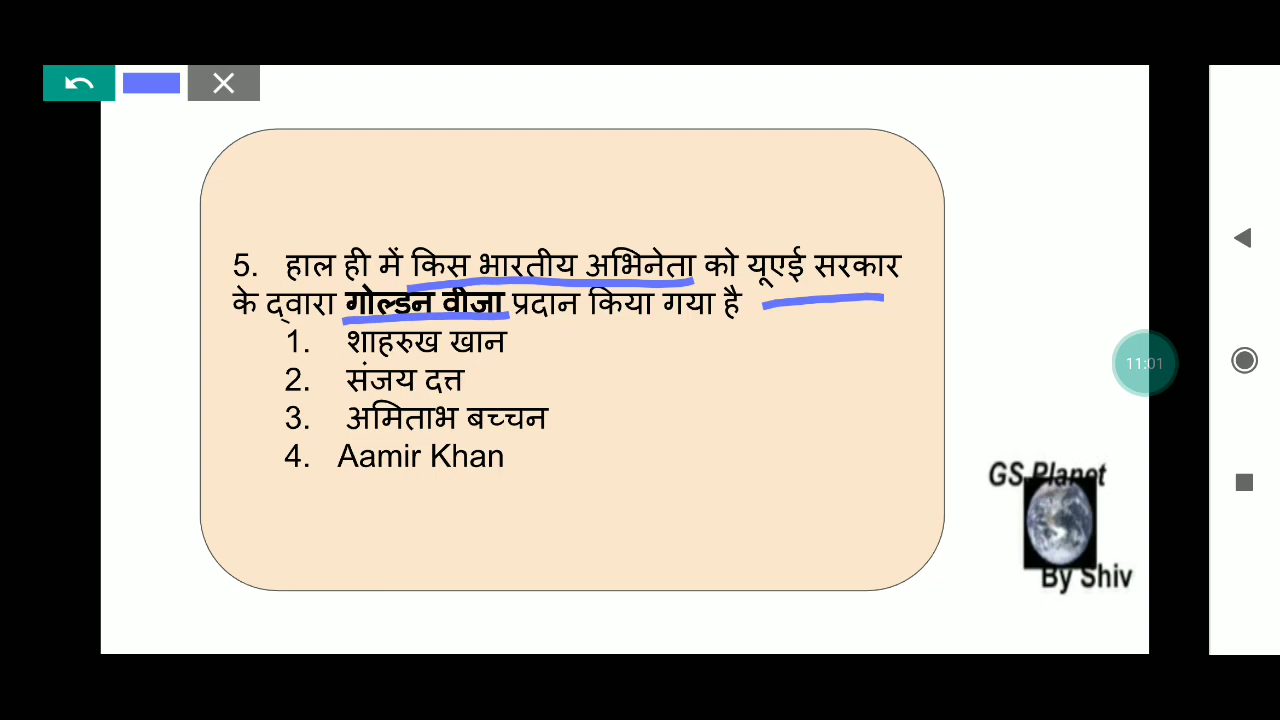 5. हाल ही में किस भारतीय अभिनेता को यूएई सरकार
के द्वारा गोल्डन वीजा प्रदान किया गया है
1. शाहरुख खान
2. संजय दत्त
3. अमिताभ बच्चन
4. Aamir Khan
11:01
GS Planet
By Shiv